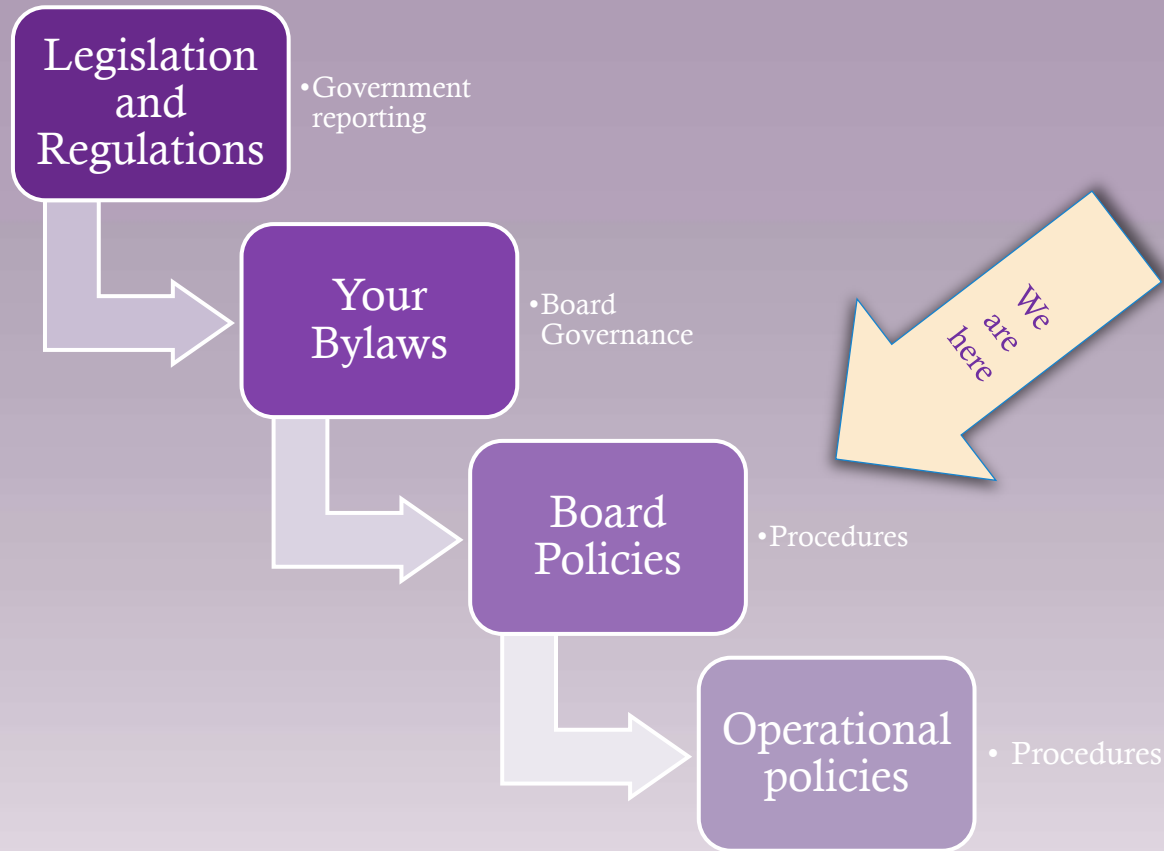 Legislation
and
Regulations
•Government
reporting
Your
Bylaws
•Board
Governance
We
are
here
Board
Policies
•Procedures
Operational
policies
• Procedures